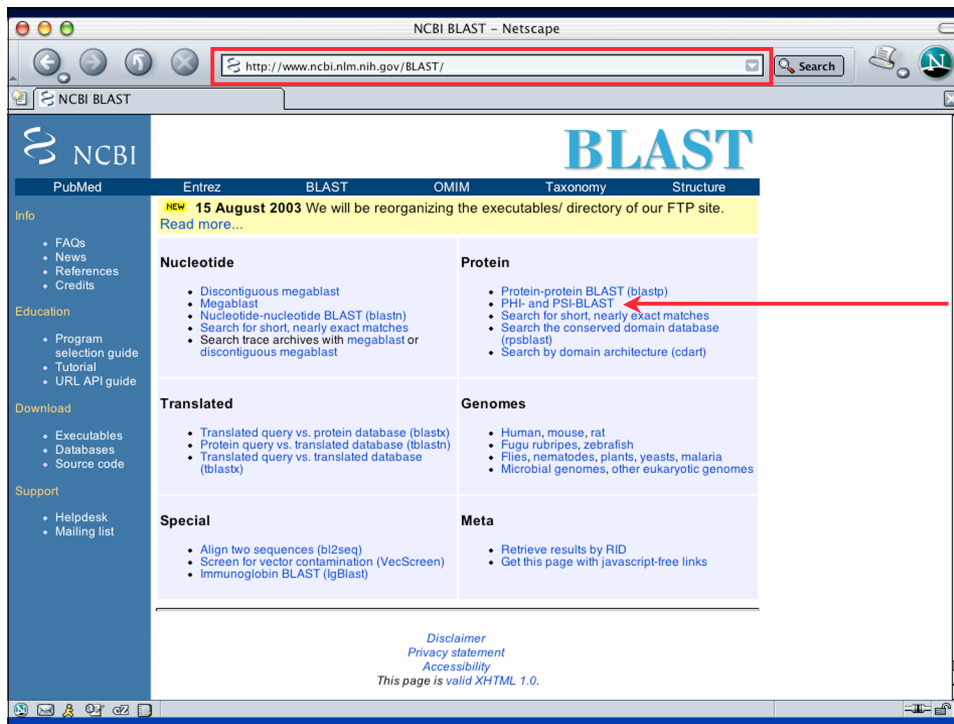 NCBI BLAST - Netscape
http://www.ncbi.nlm.nih.gov/BLAST/
Search
N
NCBI BLAST
NCBI
BLAST
PubMed Entrez BLAST OMIM Taxonomy Structure
NEW 15 August 2003 We will be reorganizing the executables/ directory of our FTP site.
Read more...
Info
FAQs
News
References
Credits
Education
Program
selection guide
Tutorial
URL API guide
Download
Executables
Databases
Source code
Support
Helpdesk
Mailing list
Nucleotide
Discontiguous megablast
Megablast
Nucleotide-nucleotide BLAST (blastn)
Search for short, nearly exact matches
Search trace archives with megablast or
discontiguous megablast
Protein
Protein-protein BLAST (blastp)
PHI- and PSI-BLAST
Search for short, nearly exact matches
Search the conserved domain database
(rpsblast)
Search by domain architecture (cdart)
Translated
Translated query vs. protein database (blastx)
Protein query vs. translated database (tblastn)
Translated query vs. translated database
(tblastx)
Genomes
Human, mouse, rat
Fugu rubripes, zebrafish
Flies, nematodes, plants, yeasts, malaria
Microbial genomes, other eukaryotic genomes
Special
Align two sequences (bl2seq)
Screen for vector contamination (VecScreen)
Immunoglobin BLAST (IgBlast)
Meta
Retrieve results by RID
Get this page with javascript-free links
Disclaimer
Privacy statement
Accessibility
This page is valid XHTML 1.0.